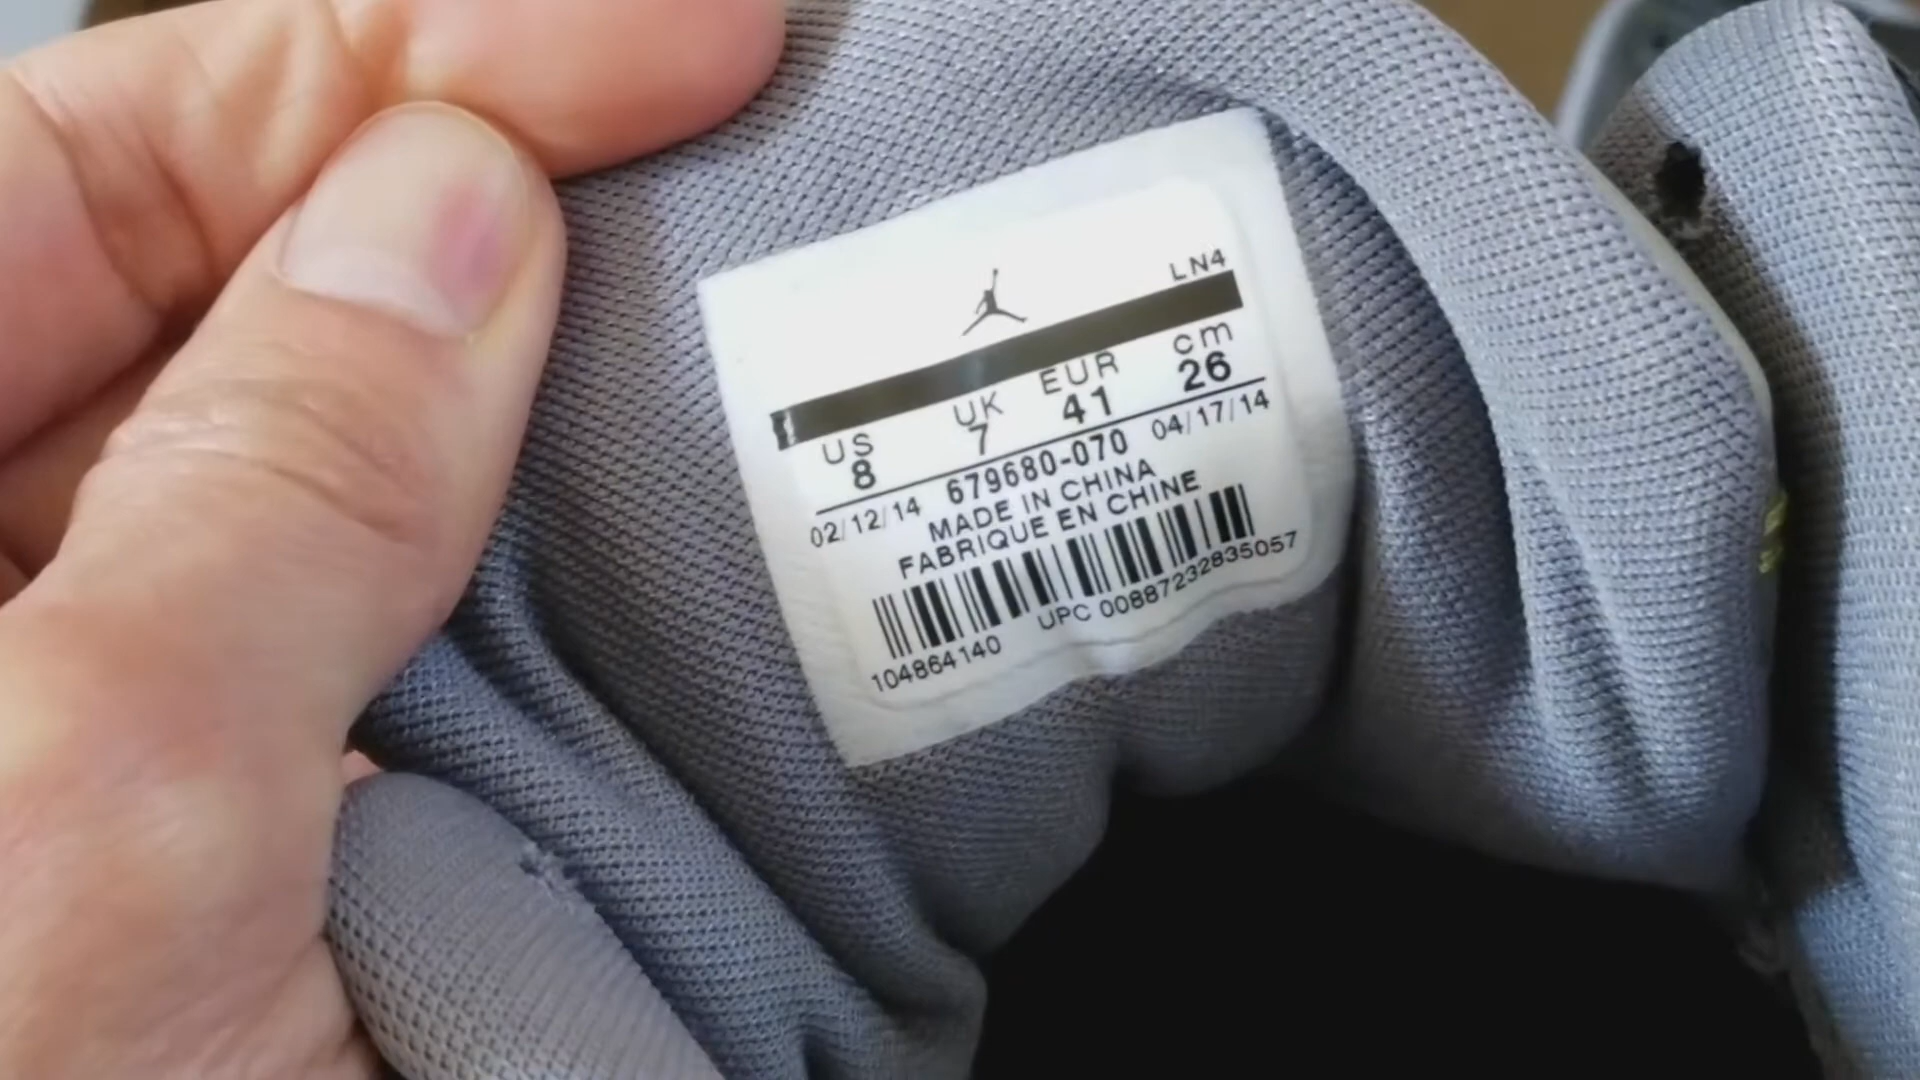 LN4
US UK EUR cm
8 7 41 26
02/12/14 679680-070 04/17/14
MADE IN CHINA
FABRIQUE EN CHINE
104864140 UPC 00887232835057